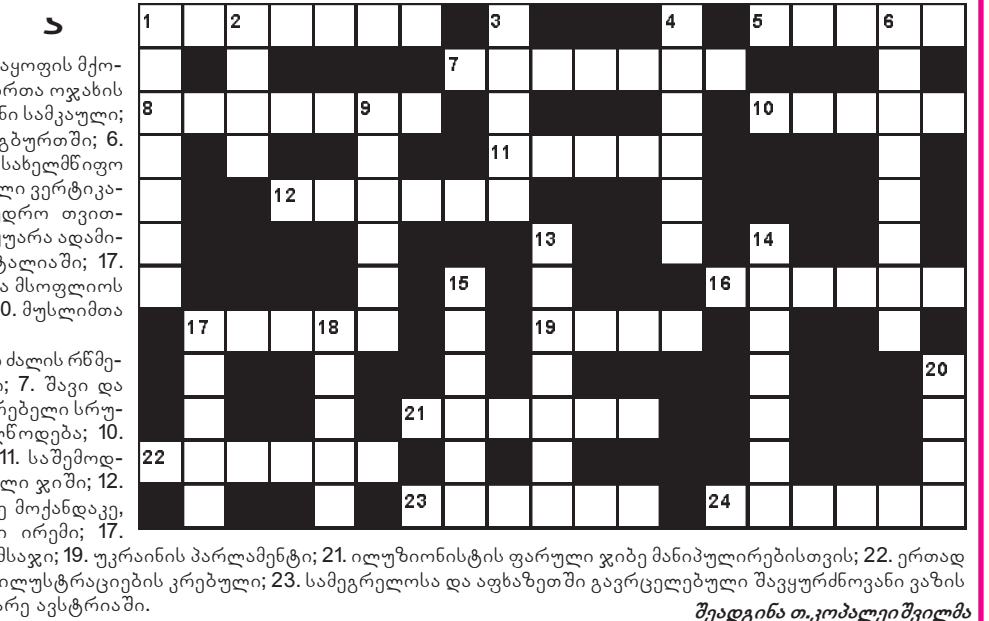 1 2 3 4 5 6
აყოფის მქო-
7
რთა ოჯახის
ნი სამკაული;
8 9 10
გბურთში; 6.
11
სახელმწიფო
ლი ვერტიკა-
12
ედრო თვით-
უარა ადამი-
13 14
ტალიაში; 17.
15 16
ა მსოფლიოს
0. მუსლიმთა
17 18 19
ძალის რწმე-
20
; 7. შავი და
რებელი სრუ-
21
წოდება; 10.
22
11. საშემოდ-
ლი ჯიში; 12.
23 24
ე მოქანდაკე,
ი ირემი; 17.
მსაჯი; 19. უკრაინის პარლამენტი; 21. ილუზიონისტის ფარული ჯიბე მანიპულირებისთვის; 22. ერთად
ილუსტრაციების კრებული; 23. სამეგრელოსა და აფხაზეთში გავრცელებული შავყურძნოვანი ვაზის
რე ავსტრიაში.
შეადგინა თ.კოპალეიშვილმა